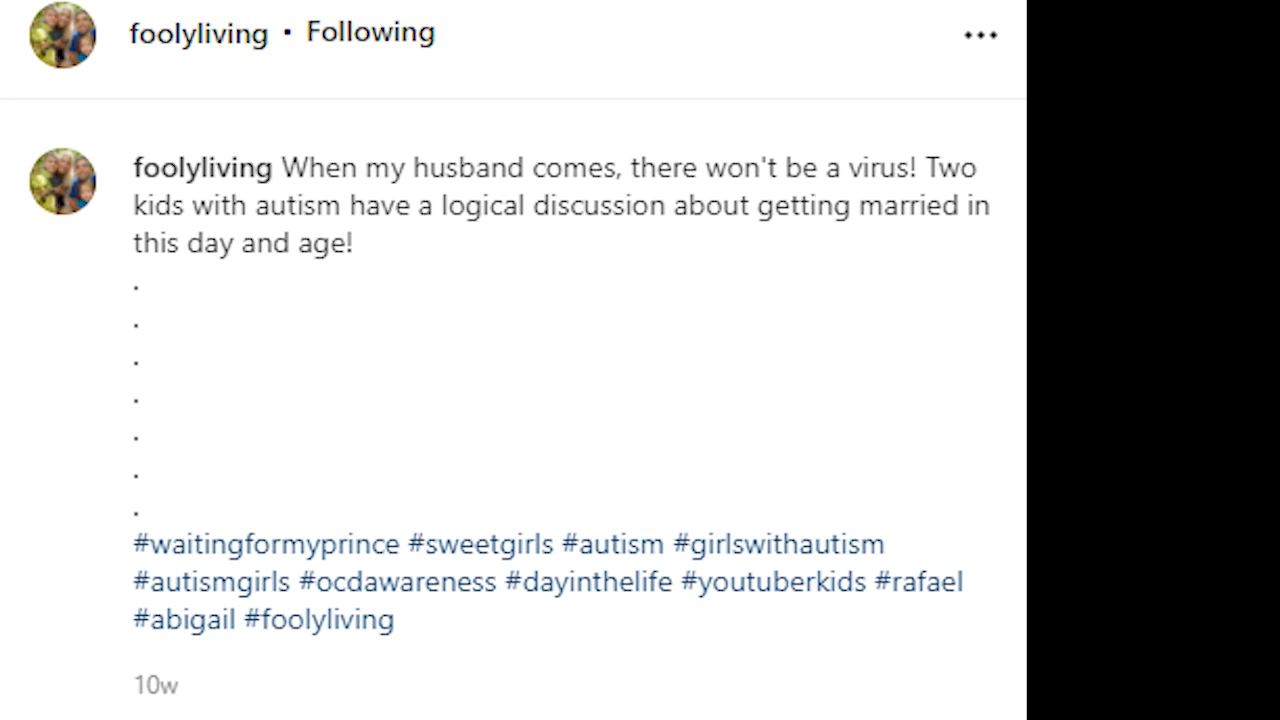 foolyliving • Following
foolyliving When my husband comes, there won't be a virus! Two
kids with autism have a logical discussion about getting married in
this day and age!
.
.
.
.
.
.
.
#waitingformyprince #sweetgirls #autism #girlswithautism
#autismgirls #ocdawareness #dayinthelife #youtuberkids #rafael
#abigail #foolyliving
10w